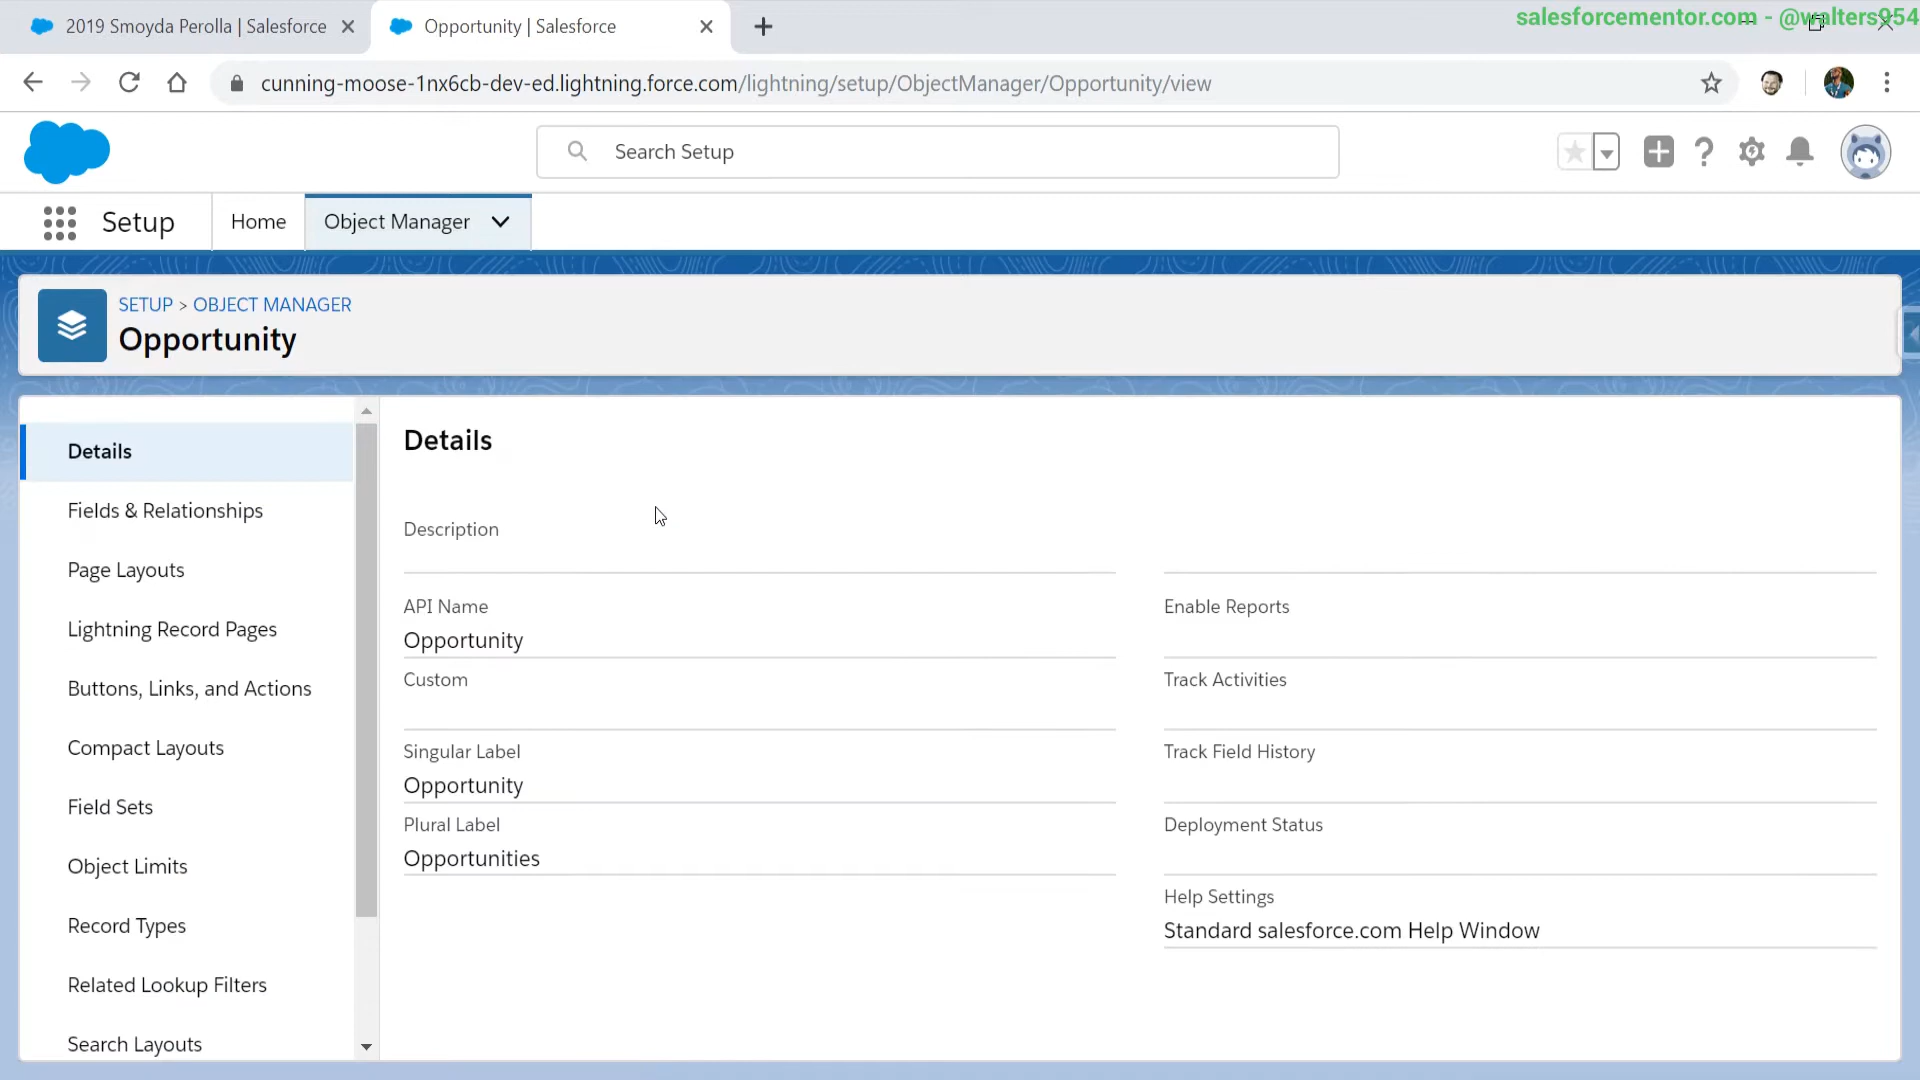 2019 Smoyda Perolla | Salesforce
Opportunity | Salesforce
salesforcementor.com - @walters954
cunning-moose-1nx6cb-dev-ed.lightning.force.com/lightning/setup/ObjectManager/Opportunity/view
Search Setup
Setup
Home
Object Manager
SETUP > OBJECT MANAGER
Opportunity
Details
Fields & Relationships
Page Layouts
Lightning Record Pages
Buttons, Links, and Actions
Compact Layouts
Field Sets
Object Limits
Record Types
Related Lookup Filters
Search Layouts
Details
Description
API Name
Opportunity
Custom
Singular Label
Opportunity
Plural Label
Opportunities
Enable Reports
Track Activities
Track Field History
Deployment Status
Help Settings
Standard salesforce.com Help Window